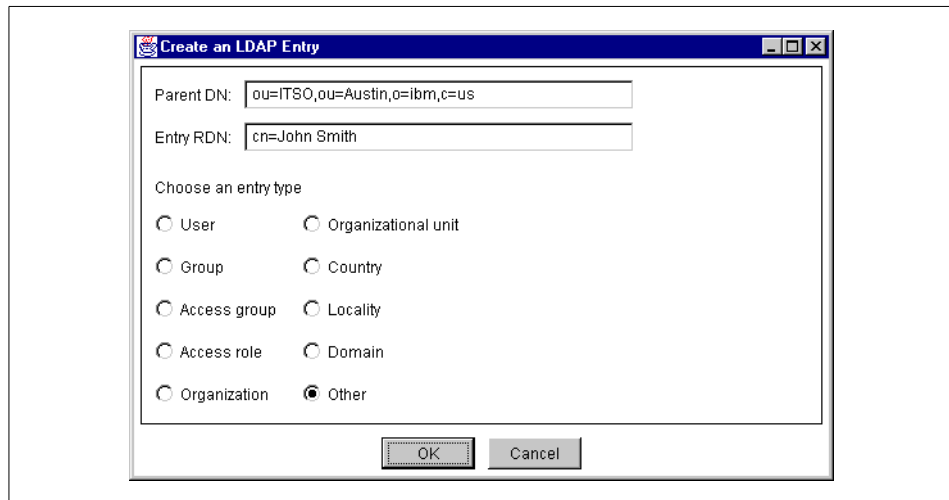 Create an LDAP Entry
Parent DN: ou=ITSO,ou=Austin,o=ibm,c=us
Entry RDN: cn=John Smith
Choose an entry type
User Organizational unit
Group Country
Access group Locality
Access role Domain
Organization Other
OK Cancel